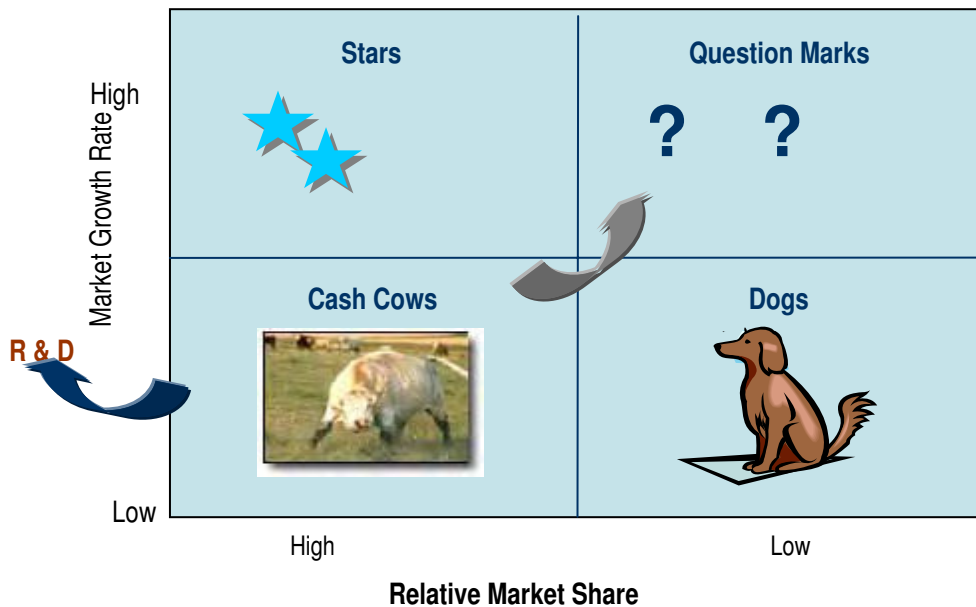 Stars
Question Marks
High
? ?
Market Growth Rate
Cash Cows
Dogs
R & D
Low
High
Low
Relative Market Share